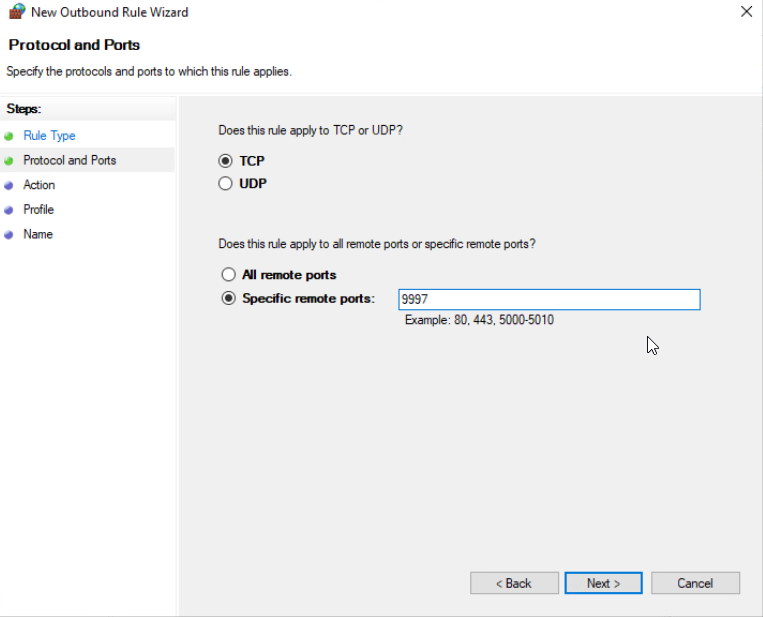 New Outbound Rule Wizard
Protocol and Ports
Specify the protocols and ports to which this rule applies.
Steps:
Rule Type
Protocol and Ports
Action
Profile
Name
Does this rule apply to TCP or UDP?
TCP
UDP
Does this rule apply to all remote ports or specific remote ports?
All remote ports
Specific remote ports: 9997
Example: 80, 443, 5000-5010
< Back Next > Cancel